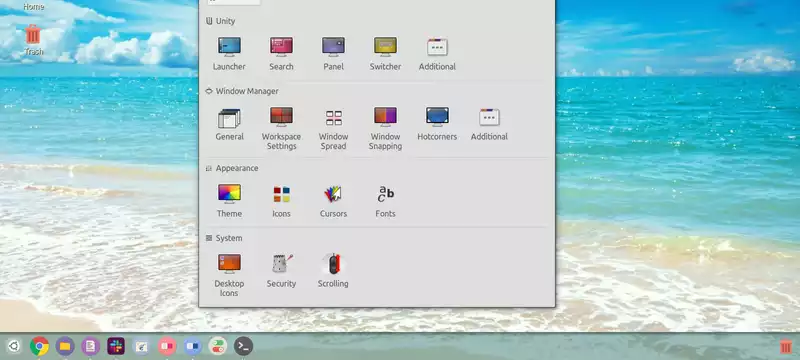 Home
Trash
Unity
Launcher
Search
Panel
Switcher
Additional
Window Manager
General
Workspace
Settings
Window
Spread
Window
Snapping
Hotcorners
Additional
Appearance
Theme
Icons
Cursors
Fonts
System
Desktop
Icons
Security
Scrolling